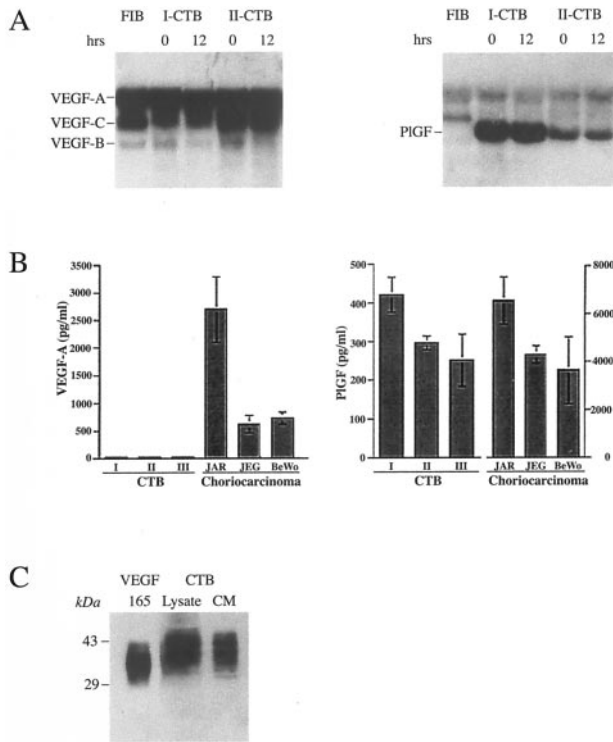 A
FIB I-CTB II-CTB
hrs 0 12 0 12
VEGF-A
VEGF-C
VEGF-B
FIB I-CTB II-CTB
hrs 0 12 0 12
PlGF
B
VEGF-A (pg/ml)
3500
3000
2500
2000
1500
1000
500
0
I II III JAR JEG BeWo
CTB Choriocarcinoma
PlGF (pg/ml)
500
400
300
200
100
0
8000
6000
4000
2000
0
I II III JAR JEG BeWo
CTB Choriocarcinoma
C
VEGF CTB
kDa 165 Lysate CM
43
29